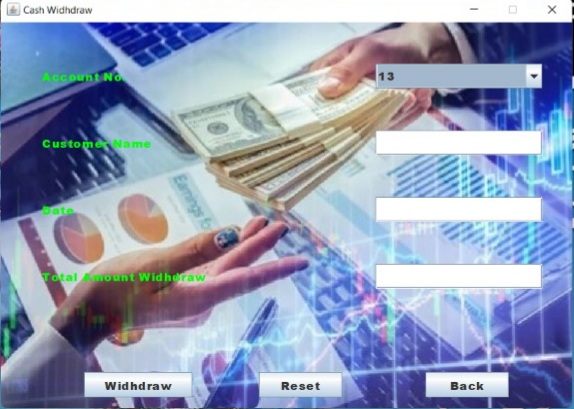 Cash Widhdraw
Account No
13
Customer Name
Date
Total Amount Widhdraw
Widhdraw
Reset
Back